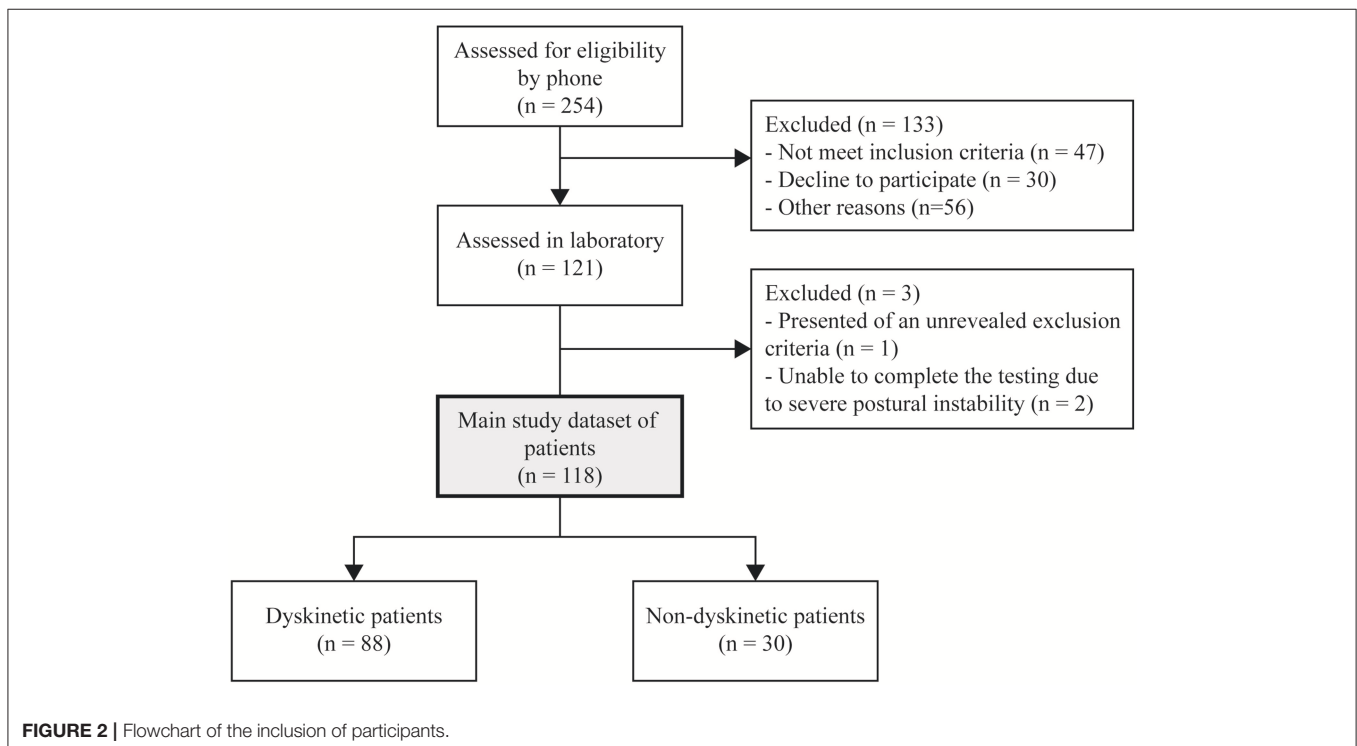 Assessed for eligibility
by phone
(n = 254)
Excluded (n = 133)
- Not meet inclusion criteria (n = 47)
- Decline to participate (n = 30)
- Other reasons (n=56)
Assessed in laboratory
(n = 121)
Excluded (n = 3)
- Presented of an unrevealed exclusion
criteria (n = 1)
- Unable to complete the testing due
to severe postural instability (n = 2)
Main study dataset of
patients
(n = 118)
Dyskinetic patients
(n = 88)
Non-dyskinetic patients
(n = 30)
FIGURE 2 | Flowchart of the inclusion of participants.